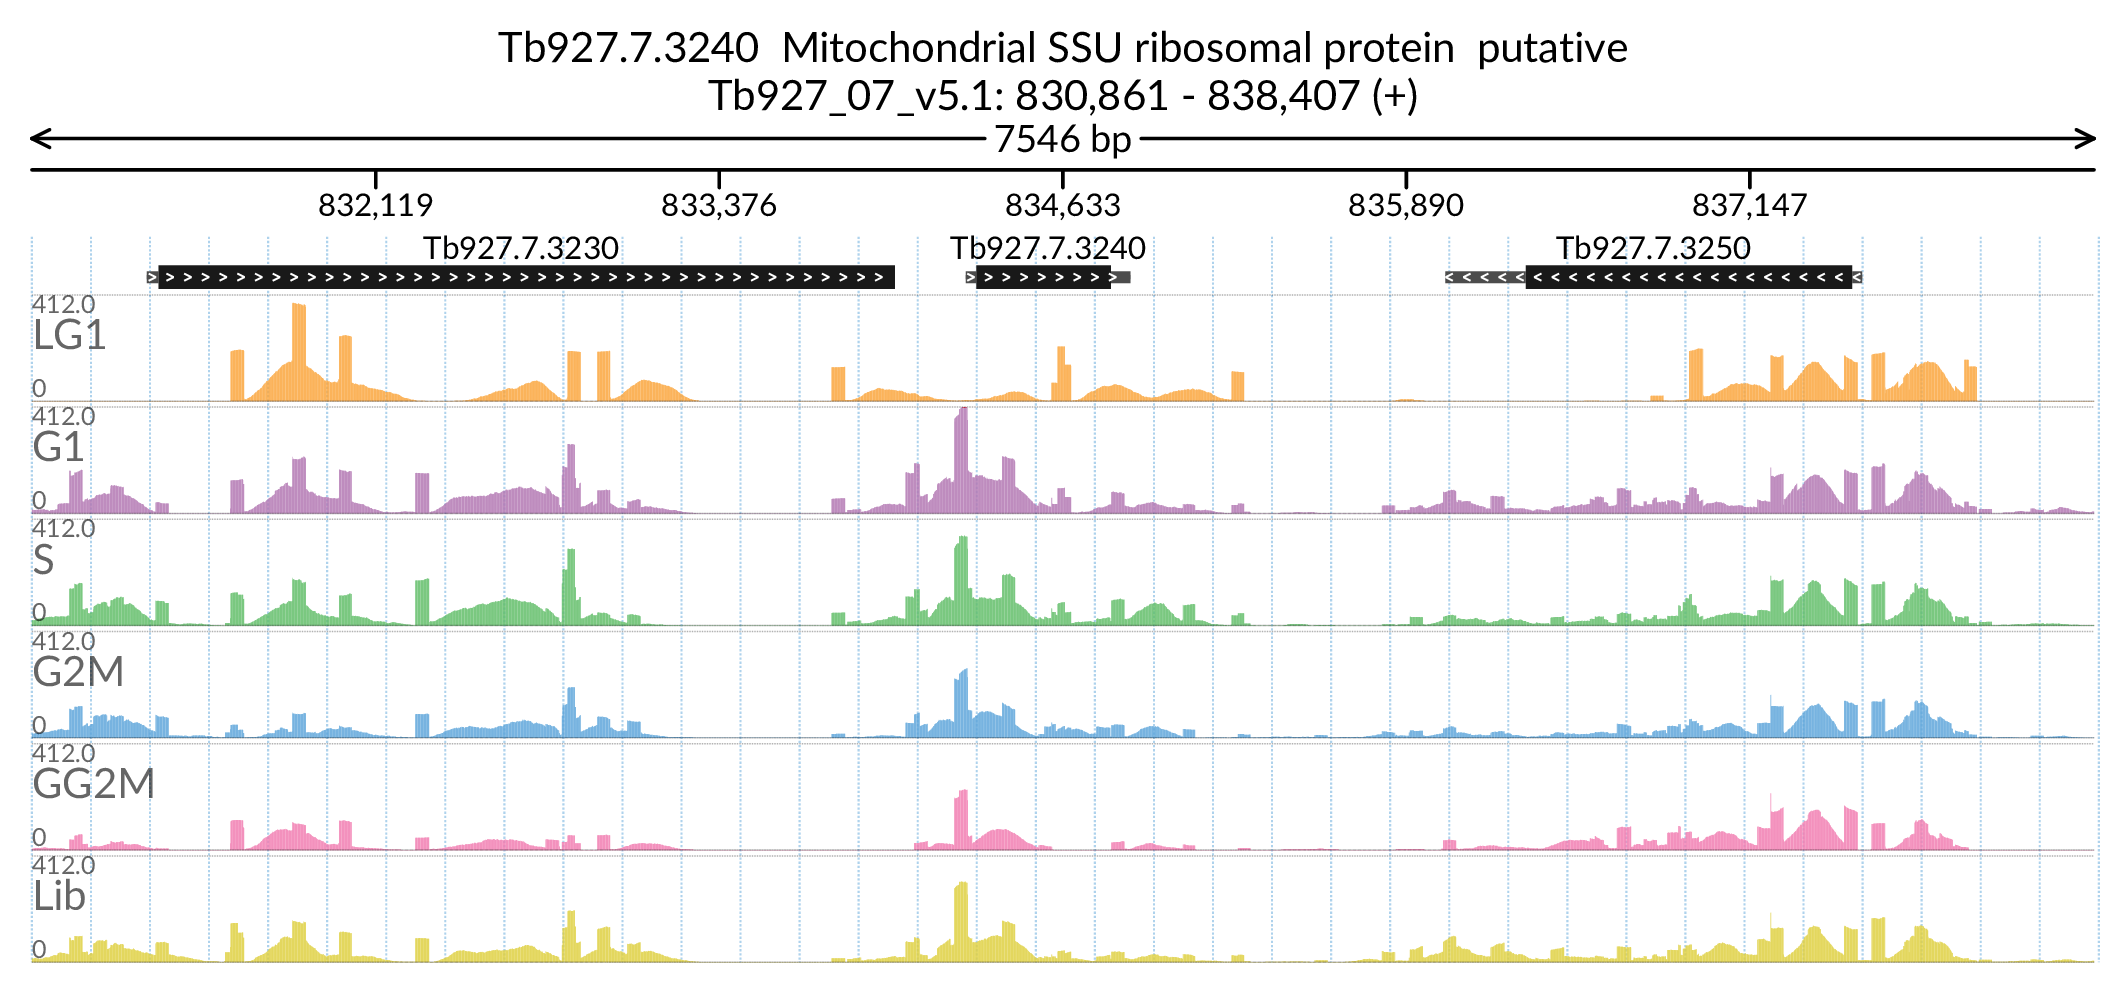 Tb927.7.3240  Mitochondrial SSU ribosomal protein  putative
Tb927_07_v5.1: 830,861 - 838,407 (+)
7546 bp
832,119 833,376 834,633 835,890 837,147
Tb927.7.3230 Tb927.7.3240 Tb927.7.3250
412.0
LG1
0
412.0
G1
0
412.0
S
0
412.0
G2M
0
412.0
GG2M
0
412.0
Lib
0